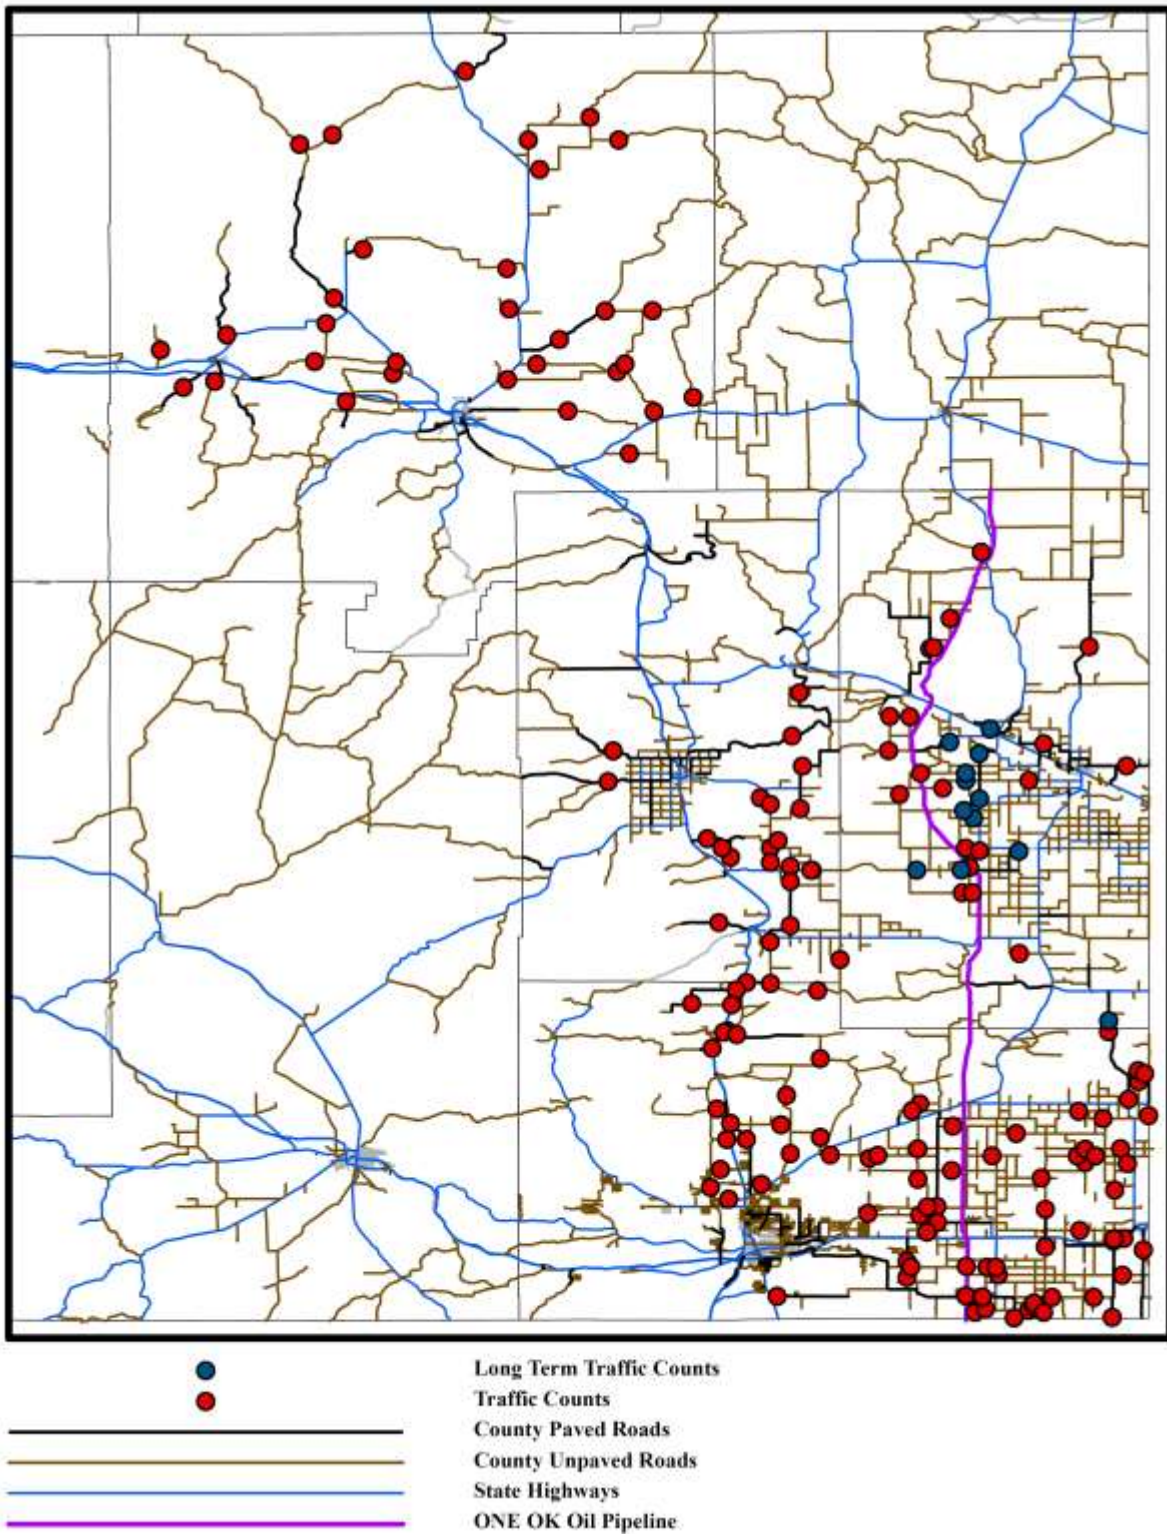 Long Term Traffic Counts
Traffic Counts
County Paved Roads
County Unpaved Roads
State Highways
ONE OK Oil Pipeline